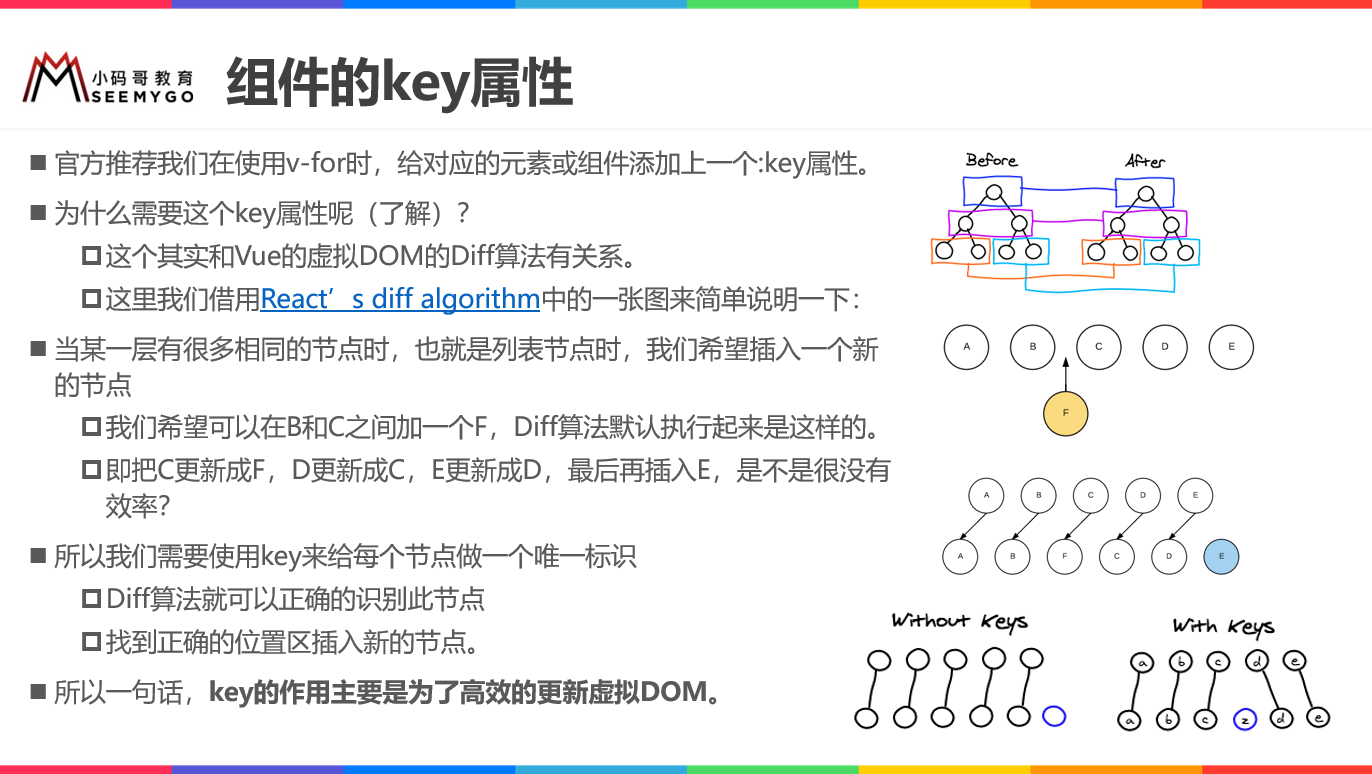 小码哥教育
SEEMYGO
组件的key属性
■ 官方推荐我们在使用v-for时，给对应的元素或组件添加上一个:key属性。
■ 为什么需要这个key属性呢（了解）？
这个其实和Vue的虚拟DOM的Diff算法有关系。
这里我们借用React’s diff algorithm中的一张图来简单说明一下：
■ 当某一层有很多相同的节点时，也就是列表节点时，我们希望插入一个新
的节点
我们希望可以在B和C之间加一个F，Diff算法默认执行起来是这样的。
即把C更新成F，D更新成C，E更新成D，最后再插入E，是不是很没有
效率？
■ 所以我们需要使用key来给每个节点做一个唯一标识
Diff算法就可以正确的识别此节点
找到正确的位置区插入新的节点。
■ 所以一句话，key的作用主要是为了高效的更新虚拟DOM。
Before After
A B C D E
F
A B C D E
A B F C D E
Without Keys
With Keys
a b c d e
a b c z d e